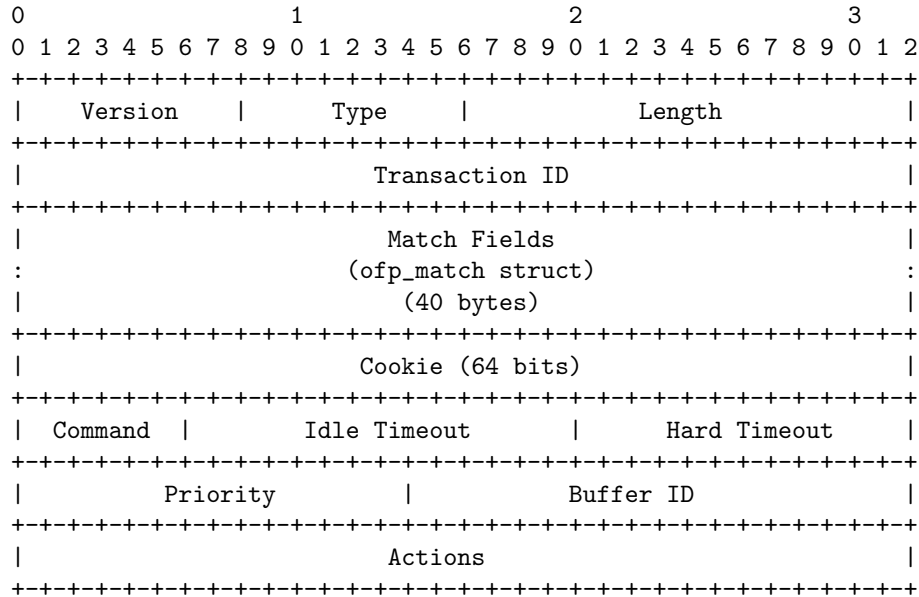 0                   1                   2                   3
0 1 2 3 4 5 6 7 8 9 0 1 2 3 4 5 6 7 8 9 0 1 2 3 4 5 6 7 8 9 0 1 2
+-+-+-+-+-+-+-+-+-+-+-+-+-+-+-+-+-+-+-+-+-+-+-+-+-+-+-+-+-+-+-+-+
|    Version    |      Type     |            Length             |
+-+-+-+-+-+-+-+-+-+-+-+-+-+-+-+-+-+-+-+-+-+-+-+-+-+-+-+-+-+-+-+-+
|                         Transaction ID                        |
+-+-+-+-+-+-+-+-+-+-+-+-+-+-+-+-+-+-+-+-+-+-+-+-+-+-+-+-+-+-+-+-+
|                          Match Fields                         |
:                       (ofp_match struct)                      :
|                           (40 bytes)                          |
+-+-+-+-+-+-+-+-+-+-+-+-+-+-+-+-+-+-+-+-+-+-+-+-+-+-+-+-+-+-+-+-+
|                        Cookie (64 bits)                       |
+-+-+-+-+-+-+-+-+-+-+-+-+-+-+-+-+-+-+-+-+-+-+-+-+-+-+-+-+-+-+-+-+
|  Command  |        Idle Timeout       |      Hard Timeout     |
+-+-+-+-+-+-+-+-+-+-+-+-+-+-+-+-+-+-+-+-+-+-+-+-+-+-+-+-+-+-+-+-+
|          Priority         |           Buffer ID               |
+-+-+-+-+-+-+-+-+-+-+-+-+-+-+-+-+-+-+-+-+-+-+-+-+-+-+-+-+-+-+-+-+
|                          Actions                              |
+-+-+-+-+-+-+-+-+-+-+-+-+-+-+-+-+-+-+-+-+-+-+-+-+-+-+-+-+-+-+-+-+